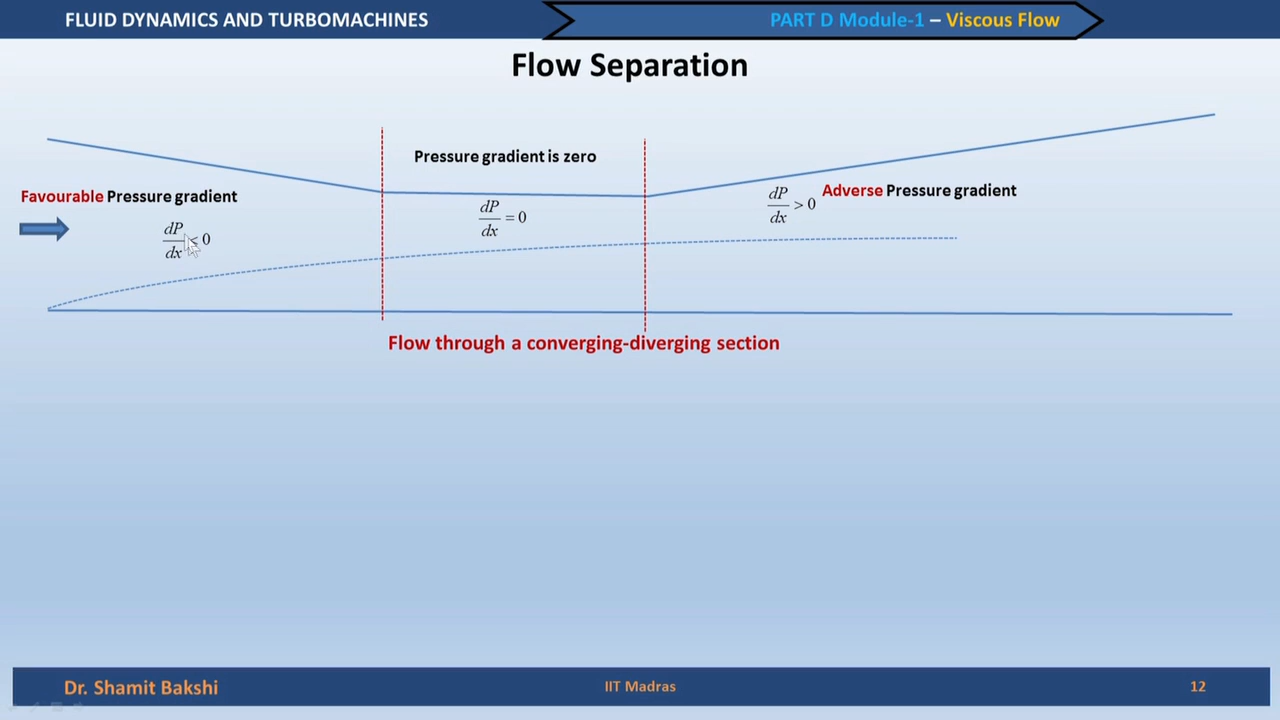 FLUID DYNAMICS AND TURBOMACHINES
PART D Module-1 – Viscous Flow
Flow Separation
Pressure gradient is zero
Favourable Pressure gradient
dP/dx < 0
dP/dx = 0
dP/dx > 0
Adverse Pressure gradient
Flow through a converging-diverging section
Dr. Shamit Bakshi
IIT Madras
12